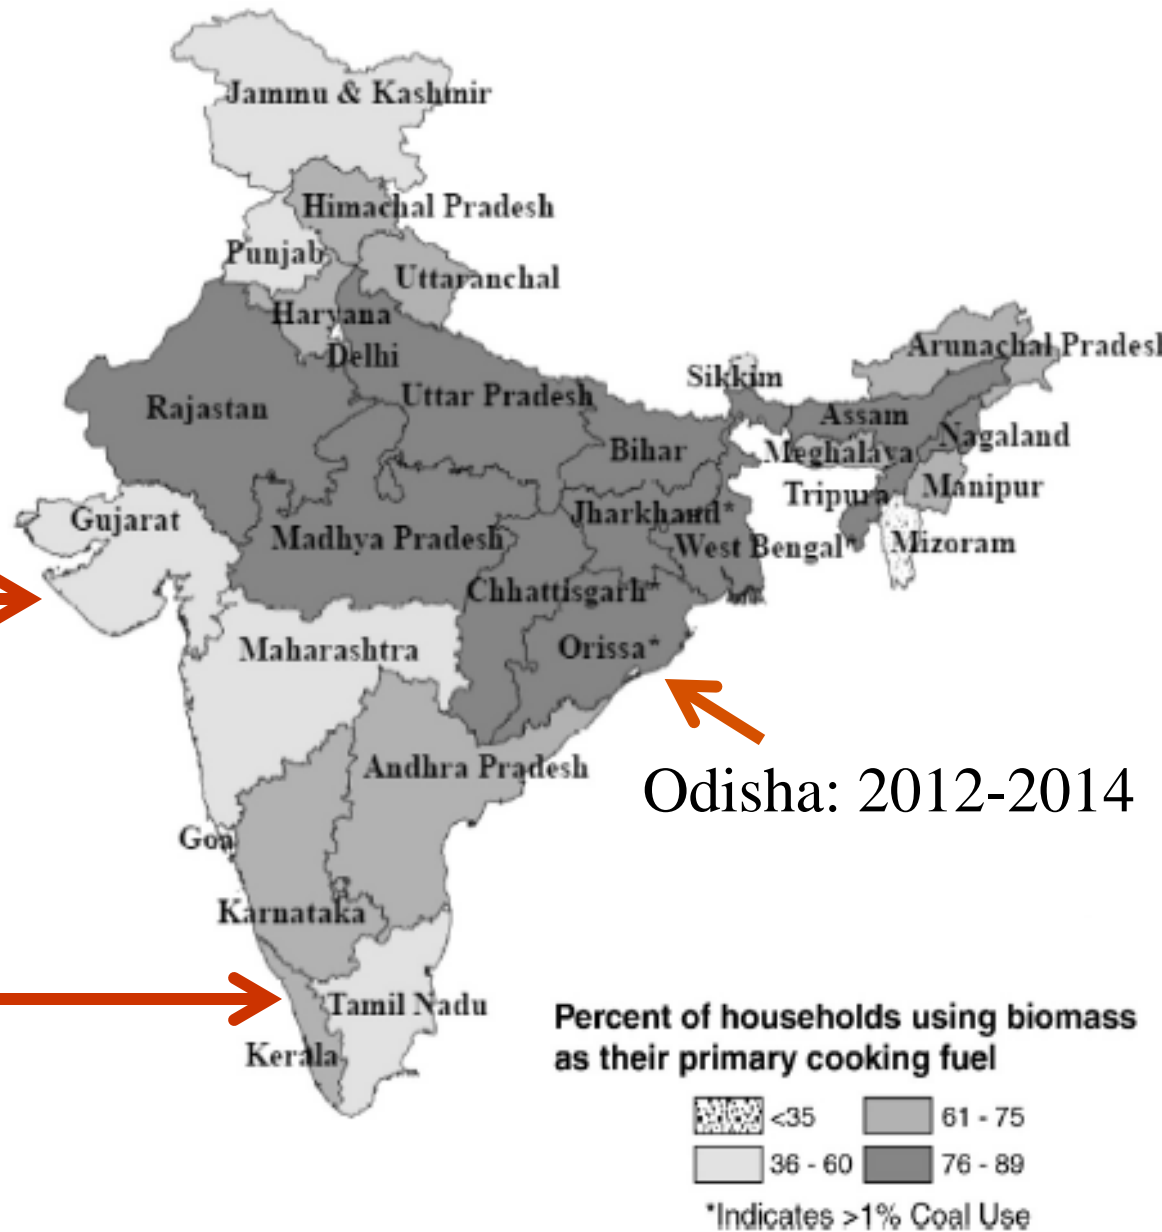 Jammu & Kashmir
Himachal Pradesh
Punjab
Uttaranchal
Haryana
Delhi
Arunachal Pradesh
Sikkim
Rajastan
Uttar Pradesh
Assam
Nagaland
Bihar
Meghalaya
Tripura
Manipur
Gujarat
Jharkhand*
Madhya Pradesh
West Bengal*
Mizoram
Chhattisgarh*
Maharashtra
Orissa*
Andhra Pradesh
Odisha: 2012-2014
Goa
Karnataka
Tamil Nadu
Kerala
Percent of households using biomass
as their primary cooking fuel
<35 61 - 75
36 - 60 76 - 89
*Indicates >1% Coal Use